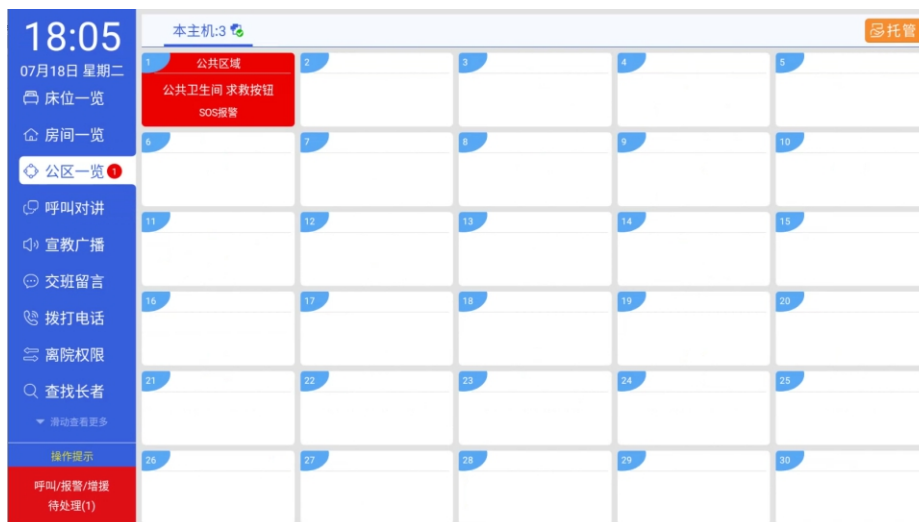 18:05
07月18日 星期二
床位一览
房间一览
公区一览 1
呼叫对讲
宣教广播
交班留言
拨打电话
离院权限
查找长者
滑动查看更多
操作提示
呼叫/报警/增援
待处理(1)
本主机:3
托管
1 公共区域
公共卫生间 求救按钮
SOS报警
2
3
4
5
6
7
8
9
10
11
12
13
14
15
16
17
18
19
20
21
22
23
24
25
26
27
28
29
30